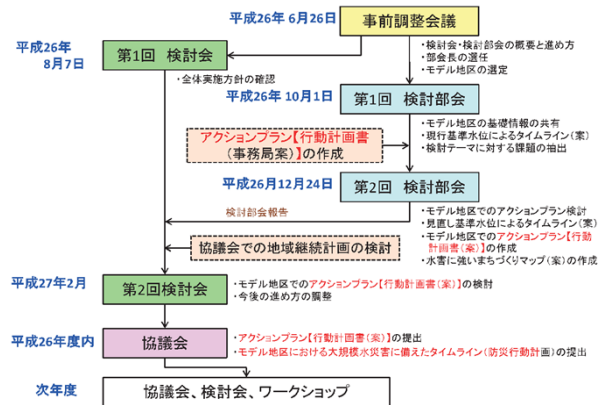 平成26年 6月26日
事前調整会議
・検討会・検討部会の概要と進め方
・部会長の選任
・モデル地区の選定
平成26年
8月7日
第1回 検討会
・全体実施方針の確認
平成26年 10月1日
第1回 検討部会
・モデル地区の基礎情報の共有
・現行基準水位によるタイムライン(案)
・検討テーマに対する課題の抽出
アクションプラン【行動計画書
(事務局案)】の作成
平成26月12月24日
第2回 検討部会
検討部会報告
・モデル地区でのアクションプラン検討
・見直し基準水位によるタイムライン(案)
・モデル地区でのアクションプラン【行動
計画書(案)】の作成
・水害に強いまちづくりマップ(案)の作成
協議会での地域継続計画の検討
平成27年2月
第2回検討会
・モデル地区でのアクションプラン【行動計画書(案)】の検討
・今後の進め方の調整
平成26年度内
協議会
・アクションプラン【行動計画書(案)】の提出
・モデル地区における大規模水災害に備えたタイムライン(防災行動計画)の提出
次年度
協議会、検討会、ワークショップ